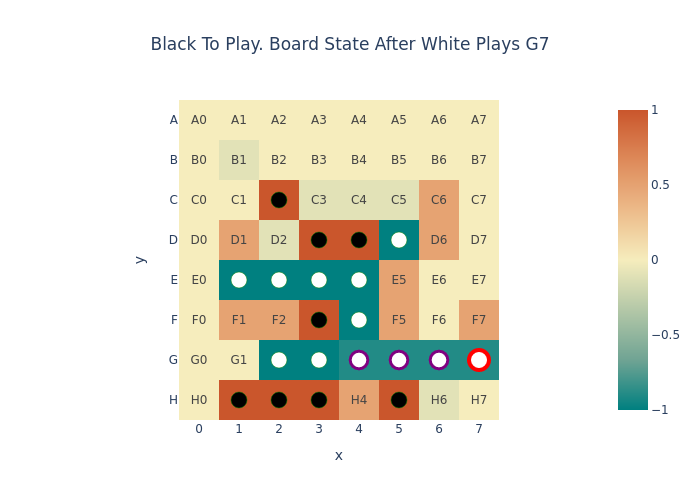 Black To Play. Board State After White Plays G7
A A0 A1 A2 A3 A4 A5 A6 A7
B B0 B1 B2 B3 B4 B5 B6 B7
C C0 C1 C3 C4 C5 C6 C7
D D0 D1 D2 D6 D7
E E0 E5 E6 E7
F F0 F1 F2 F5 F6 F7
G G0 G1
H H0 H4 H6 H7
0 1 2 3 4 5 6 7
x
y
1
0.5
0
−0.5
−1